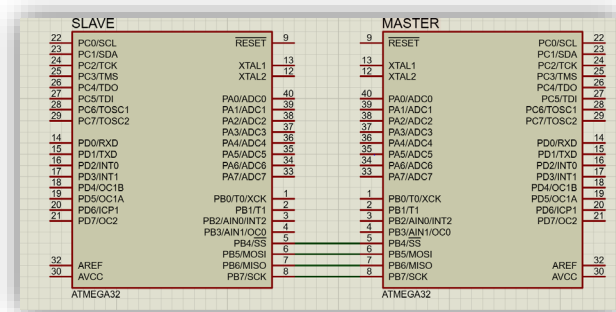 SLAVE
22 PC0/SCL RESET 9
23 PC1/SDA
24 PC2/TCK XTAL1 13
25 PC3/TMS XTAL2 12
26 PC4/TDO
27 PC5/TDI PA0/ADC0 40
28 PC6/TOSC1 PA1/ADC1 39
29 PC7/TOSC2 PA2/ADC2 38
PA3/ADC3 37
14 PD0/RXD PA4/ADC4 36
15 PD1/TXD PA5/ADC5 35
16 PD2/INT0 PA6/ADC6 34
17 PD3/INT1 PA7/ADC7 33
18 PD4/OC1B
19 PD5/OC1A PB0/T0/XCK 1
20 PD6/ICP1 PB1/T1 2
21 PD7/OC2 PB2/AIN0/INT2 3
PB3/AIN1/OC0 4
PB4/SS 5
PB5/MOSI 6
32 AREF PB6/MISO 7
30 AVCC PB7/SCK 8
ATMEGA32
MASTER
9 RESET PC0/SCL 22
PC1/SDA 23
13 XTAL1 PC2/TCK 24
12 XTAL2 PC3/TMS 25
PC4/TDO 26
40 PA0/ADC0 PC5/TDI 27
39 PA1/ADC1 PC6/TOSC1 28
38 PA2/ADC2 PC7/TOSC2 29
37 PA3/ADC3
36 PA4/ADC4 PD0/RXD 14
35 PA5/ADC5 PD1/TXD 15
34 PA6/ADC6 PD2/INT0 16
33 PA7/ADC7 PD3/INT1 17
PD4/OC1B 18
1 PB0/T0/XCK PD5/OC1A 19
2 PB1/T1 PD6/ICP1 20
3 PB2/AIN0/INT2 PD7/OC2 21
4 PB3/AIN1/OC0
5 PB4/SS
6 PB5/MOSI
7 PB6/MISO AREF 32
8 PB7/SCK AVCC 30
ATMEGA32